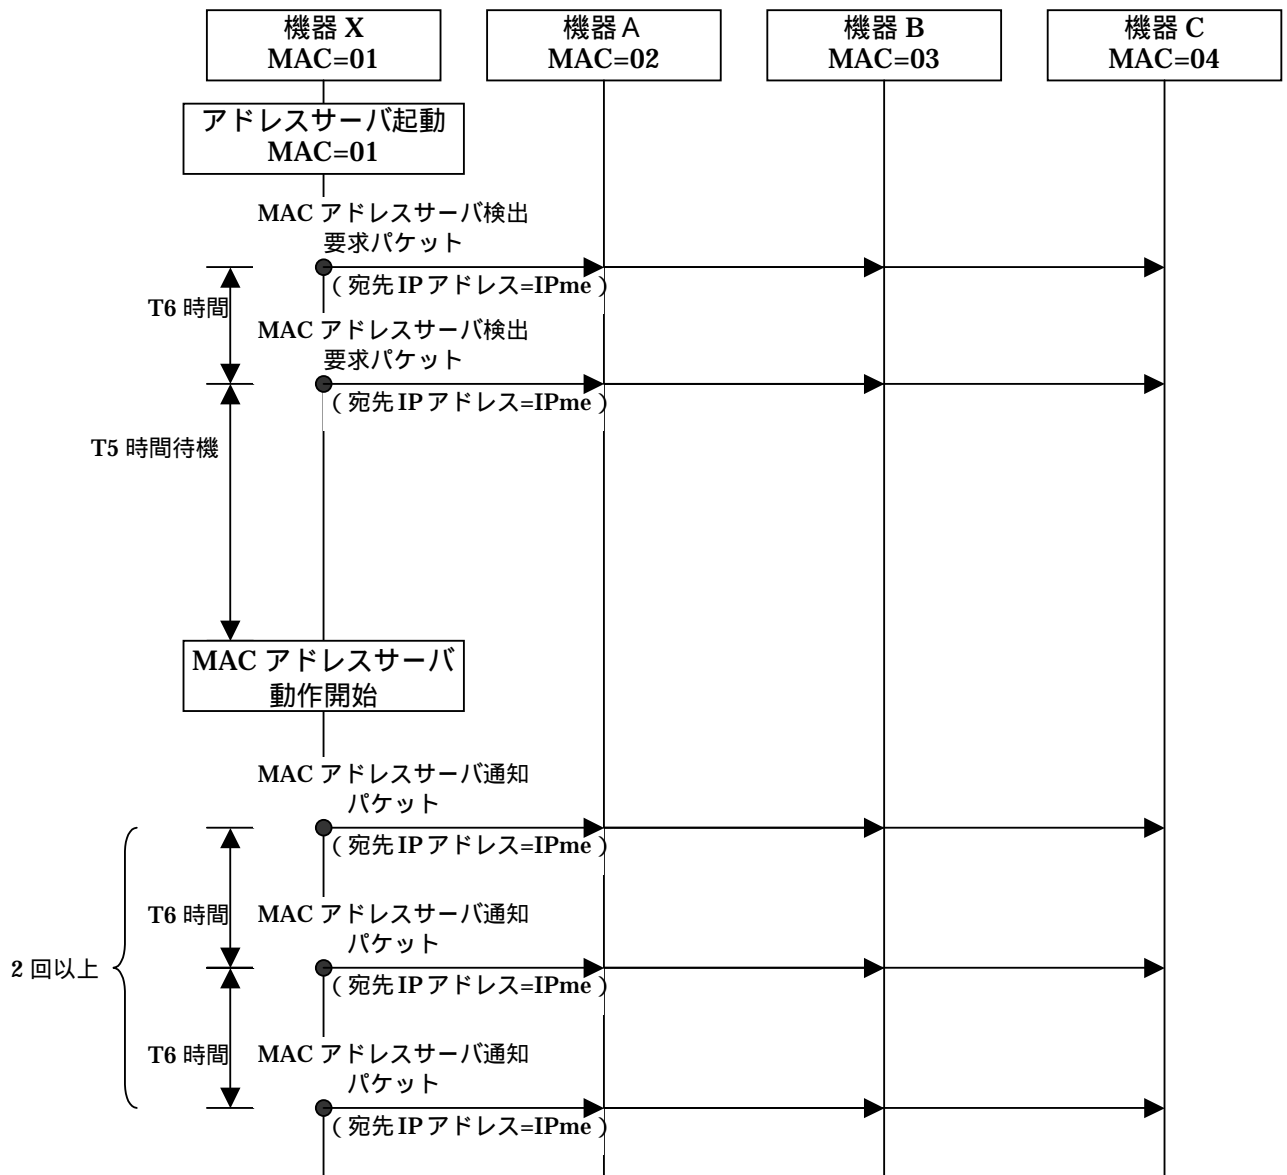 機器 X
MAC=01
機器 A
MAC=02
機器 B
MAC=03
機器 C
MAC=04
アドレスサーバ起動
MAC=01
MAC アドレスサーバ検出
要求パケット
(宛先 IP アドレス=IPme)
T6 時間
MAC アドレスサーバ検出
要求パケット
(宛先 IP アドレス=IPme)
T5 時間待機
MAC アドレスサーバ
動作開始
MAC アドレスサーバ通知
パケット
(宛先 IP アドレス=IPme)
T6 時間
MAC アドレスサーバ通知
パケット
2 回以上
(宛先 IP アドレス=IPme)
T6 時間
MAC アドレスサーバ通知
パケット
(宛先 IP アドレス=IPme)